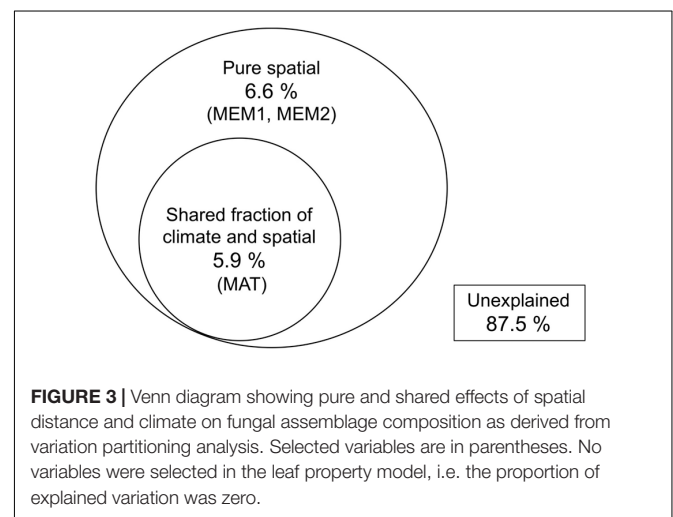 Pure spatial
6.6 %
(MEM1, MEM2)
Shared fraction of
climate and spatial
5.9 %
(MAT)
Unexplained
87.5 %
FIGURE 3 | Venn diagram showing pure and shared effects of spatial
distance and climate on fungal assemblage composition as derived from
variation partitioning analysis. Selected variables are in parentheses. No
variables were selected in the leaf property model, i.e. the proportion of
explained variation was zero.